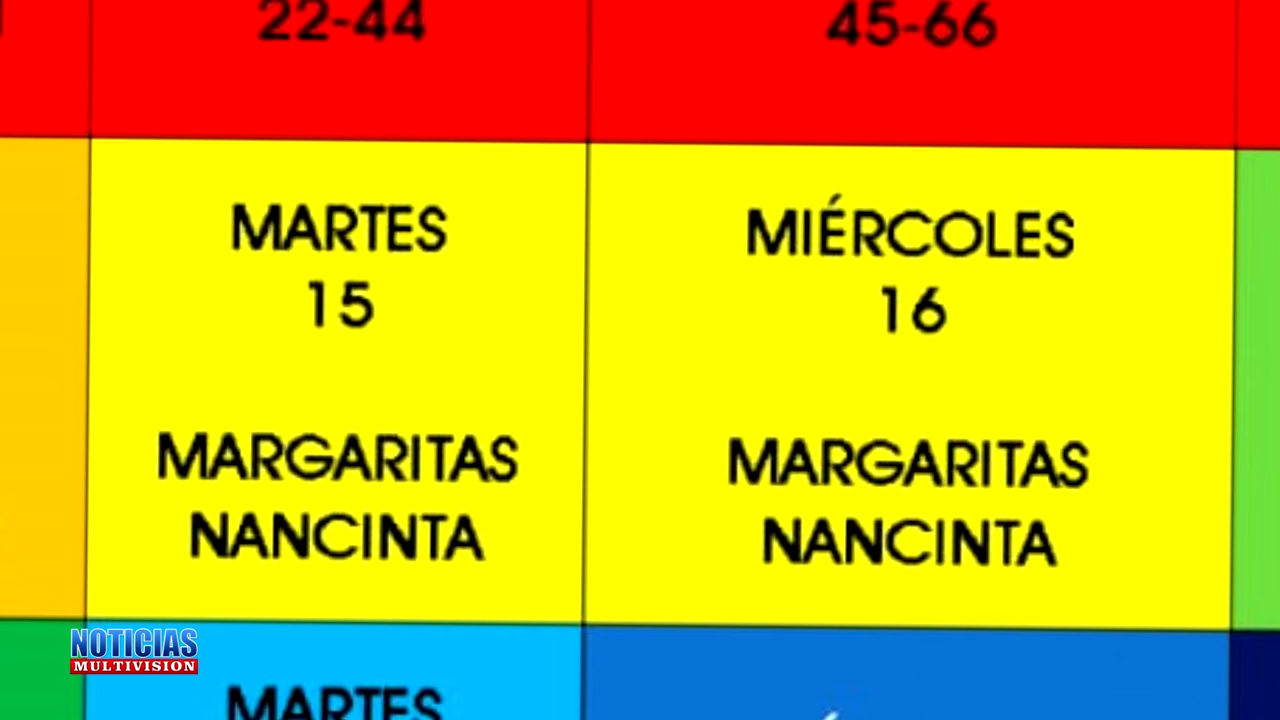 22-44
45-66
MARTES
15
MARGARITAS
NANCINTA
MIÉRCOLES
16
MARGARITAS
NANCINTA
MARTES
NOTICIAS
MULTIVISION